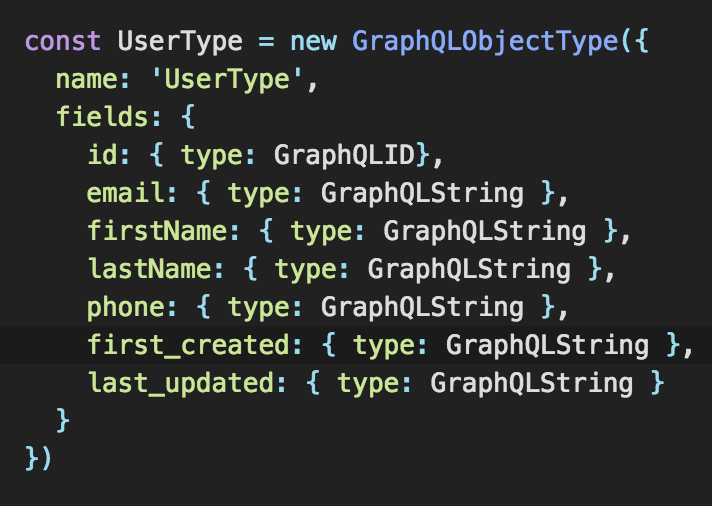 const UserType = new GraphQLObjectType({
  name: 'UserType',
  fields: {
    id: { type: GraphQLID},
    email: { type: GraphQLString },
    firstName: { type: GraphQLString },
    lastName: { type: GraphQLString },
    phone: { type: GraphQLString },
    first_created: { type: GraphQLString },
    last_updated: { type: GraphQLString }
  }
})